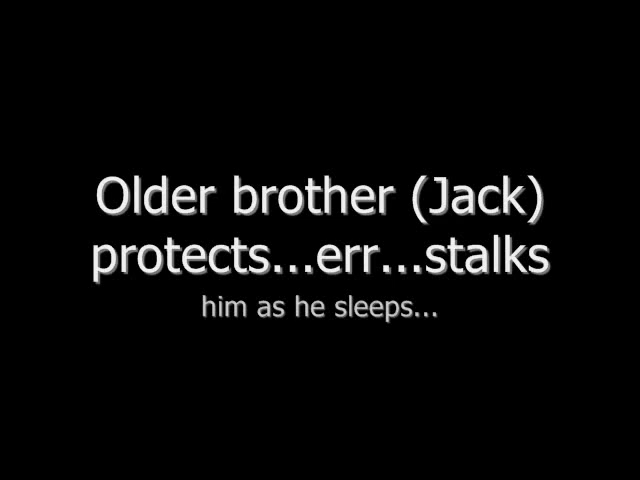 Older brother (Jack)
protects...err...stalks
him as he sleeps...